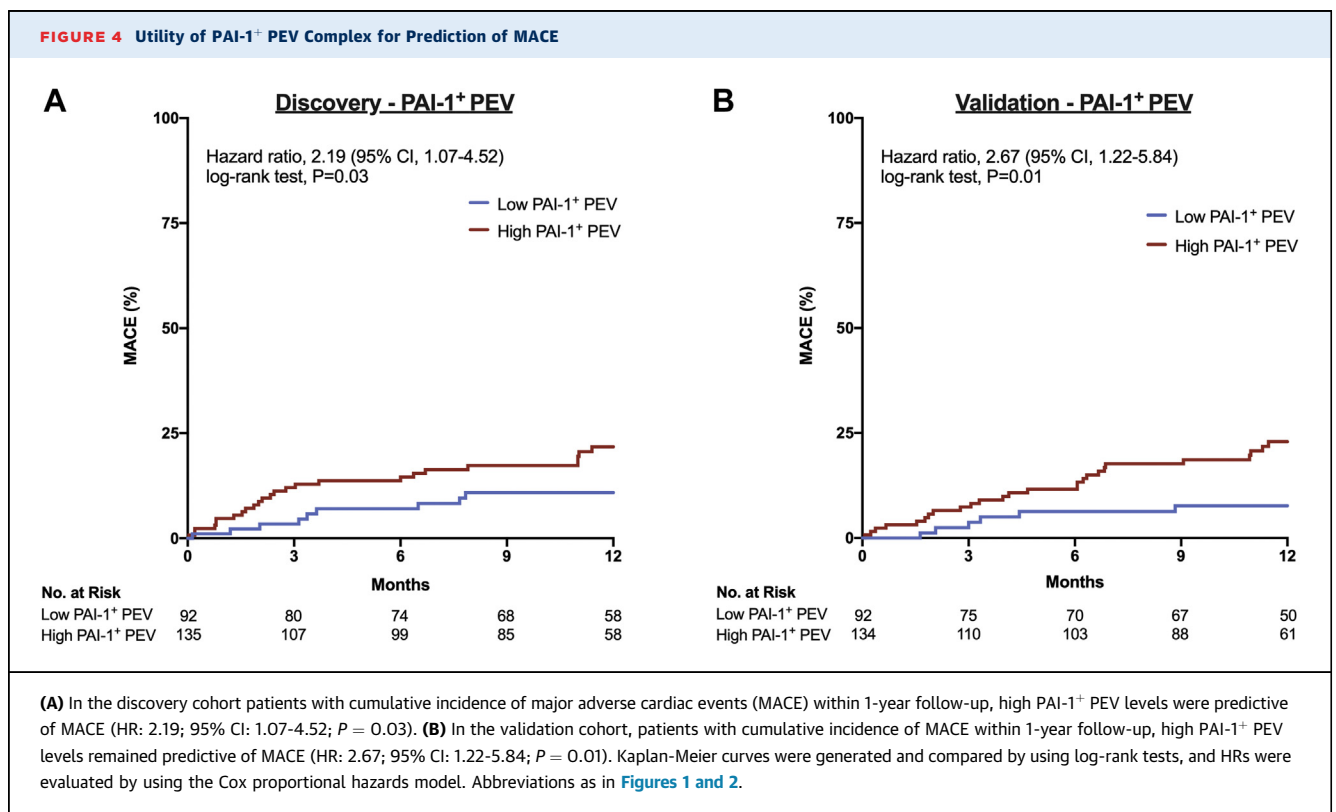 FIGURE 4 Utility of PAI-1⁺ PEV Complex for Prediction of MACE
A
Discovery - PAI-1⁺ PEV
100
75
50
25
0
MACE (%)
Hazard ratio, 2.19 (95% CI, 1.07-4.52)
log-rank test, P=0.03
Low PAI-1⁺ PEV
High PAI-1⁺ PEV
0 3 6 9 12
Months
No. at Risk
Low PAI-1⁺ PEV 92 80 74 68 58
High PAI-1⁺ PEV 135 107 99 85 58
B
Validation - PAI-1⁺ PEV
100
75
50
25
0
MACE (%)
Hazard ratio, 2.67 (95% CI, 1.22-5.84)
log-rank test, P=0.01
Low PAI-1⁺ PEV
High PAI-1⁺ PEV
0 3 6 9 12
Months
No. at Risk
Low PAI-1⁺ PEV 92 75 70 67 50
High PAI-1⁺ PEV 134 110 103 88 61
(A) In the discovery cohort patients with cumulative incidence of major adverse cardiac events (MACE) within 1-year follow-up, high PAI-1⁺ PEV levels were predictive
of MACE (HR: 2.19; 95% CI: 1.07-4.52; P = 0.03). (B) In the validation cohort, patients with cumulative incidence of MACE within 1-year follow-up, high PAI-1⁺ PEV
levels remained predictive of MACE (HR: 2.67; 95% CI: 1.22-5.84; P = 0.01). Kaplan-Meier curves were generated and compared by using log-rank tests, and HRs were
evaluated by using the Cox proportional hazards model. Abbreviations as in Figures 1 and 2.